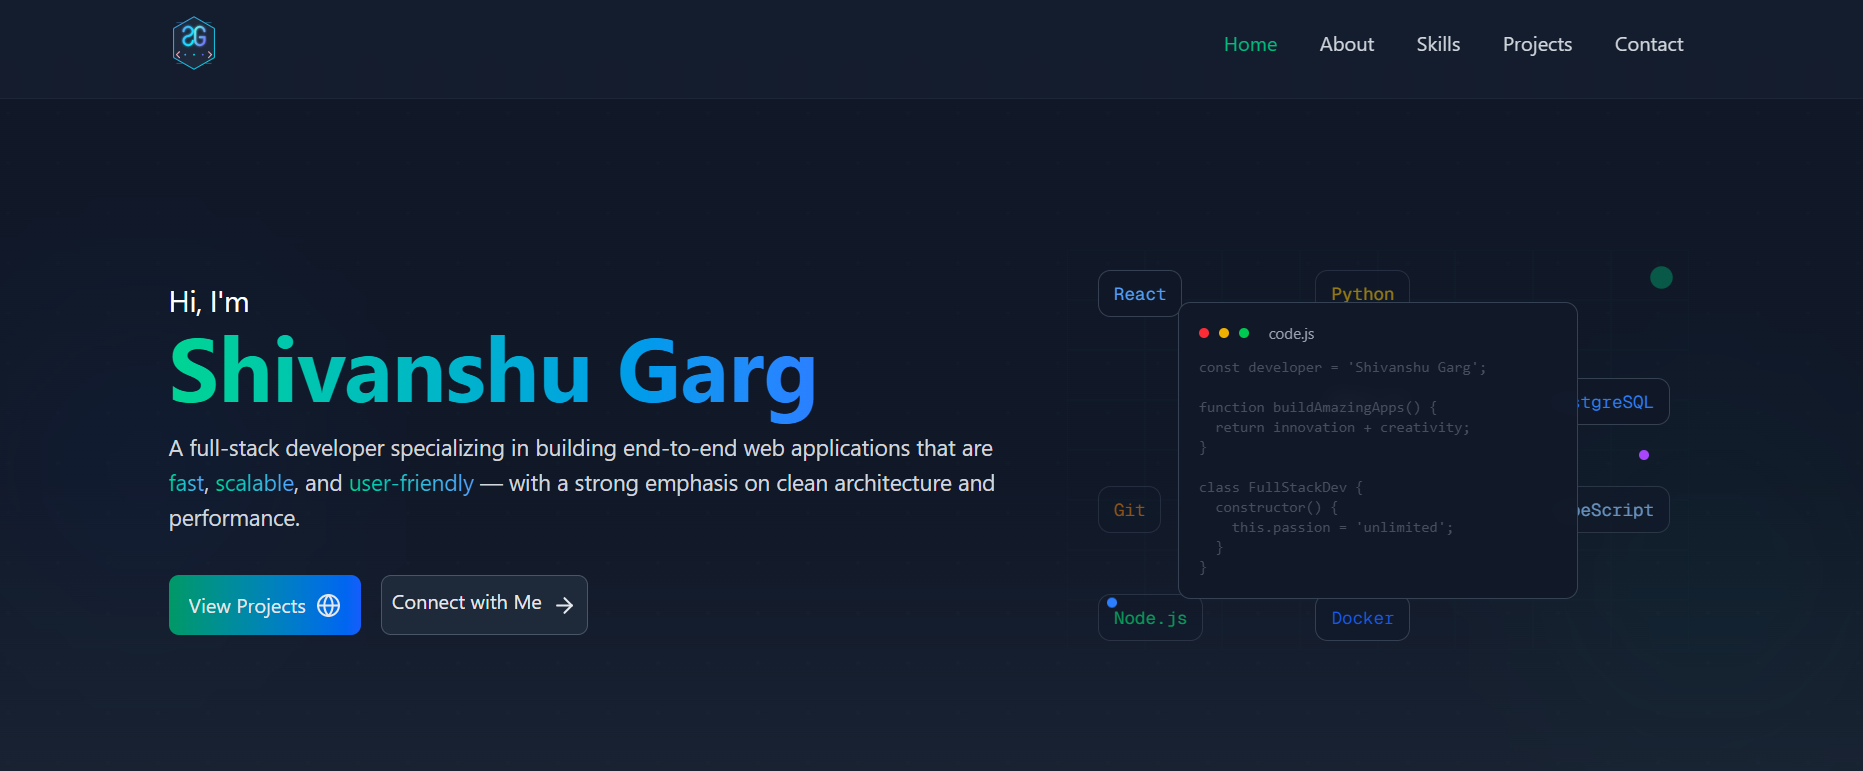 SG
< · · · >
Home About Skills Projects Contact
Hi, I'm
Shivanshu Garg
A full-stack developer specializing in building end-to-end web applications that are
fast, scalable, and user-friendly — with a strong emphasis on clean architecture and
performance.
View Projects
Connect with Me
React
Python
code.js
const developer = 'Shivanshu Garg';
function buildAmazingApps() {
return innovation + creativity;
}
class FullStackDev {
constructor() {
this.passion = 'unlimited';
}
}
stgreSQL
Git
peScript
Node.js
Docker